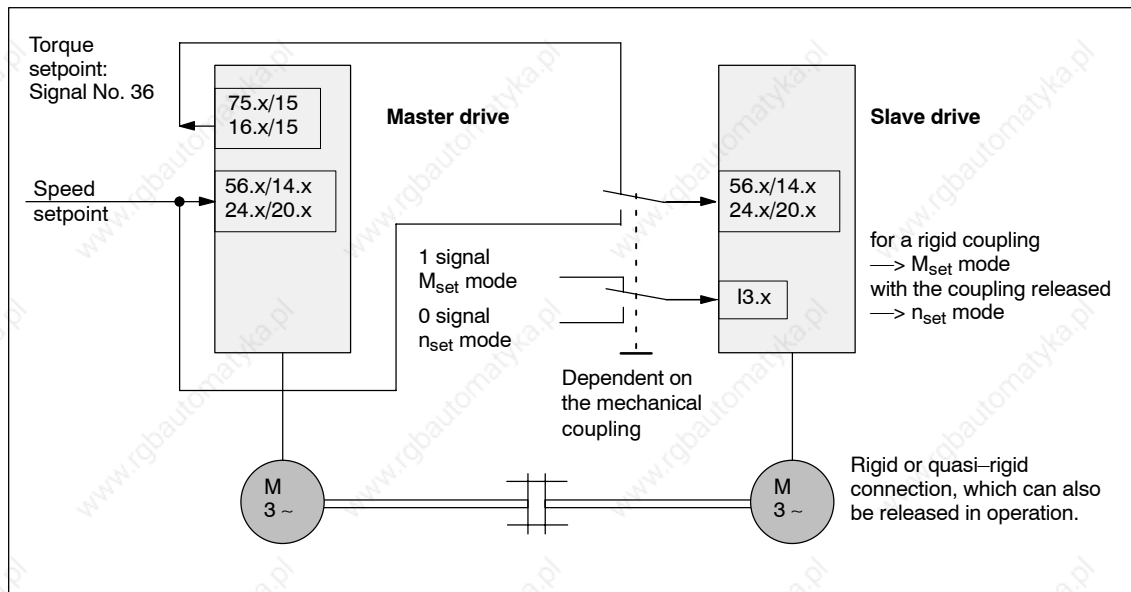 Torque
setpoint:
Signal No. 36
75.x/15
16.x/15
Master drive
Slave drive
Speed
setpoint
56.x/14.x
24.x/20.x
56.x/14.x
24.x/20.x
1 signal
Mset mode
0 signal
nset mode
I3.x
for a rigid coupling
—> Mset mode
with the coupling released
—> nset mode
Dependent on
the mechanical
coupling
M
3 ~
M
3 ~
Rigid or quasi–rigid
connection, which can also
be released in operation.
www.rgbautomatyka.pl